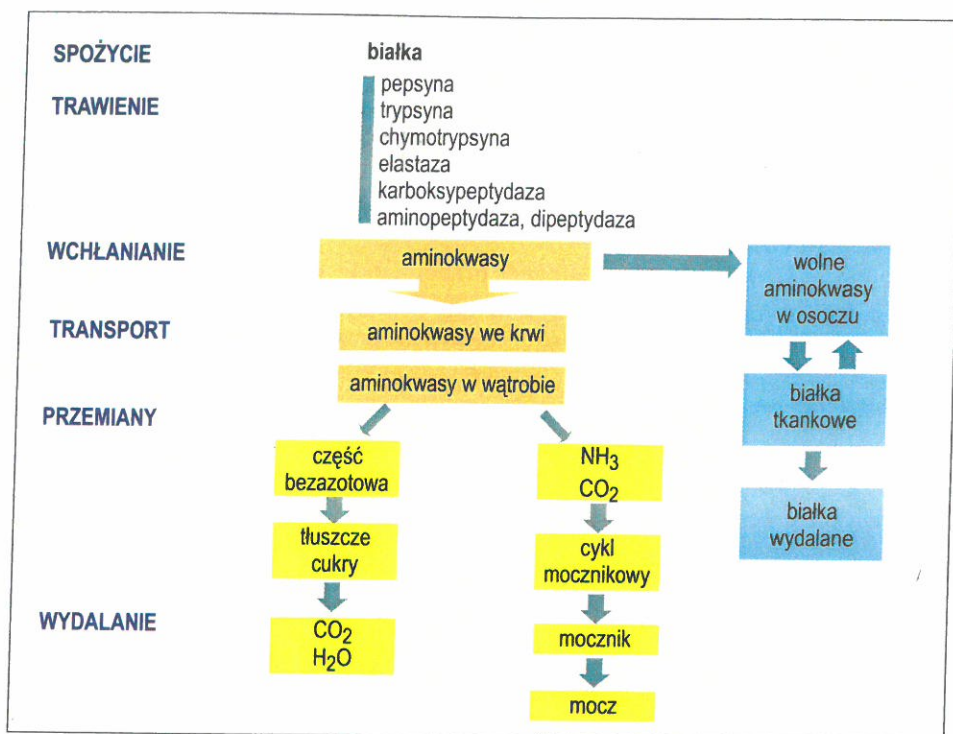 SPOŻYCIE
białka
TRAWIENIE
pepsyna
trypsyna
chymotrypsyna
elastaza
karboksypeptydaza
aminopeptydaza, dipeptydaza
WCHŁANIANIE
aminokwasy
wolne
aminokwasy
w osoczu
TRANSPORT
aminokwasy we krwi
aminokwasy w wątrobie
PRZEMIANY
białka
tkankowe
część
bezazotowa
NH3
CO2
białka
wydalane
tłuszcze
cukry
cykl
mocznikowy
WYDALANIE
CO2
H2O
mocznik
mocz